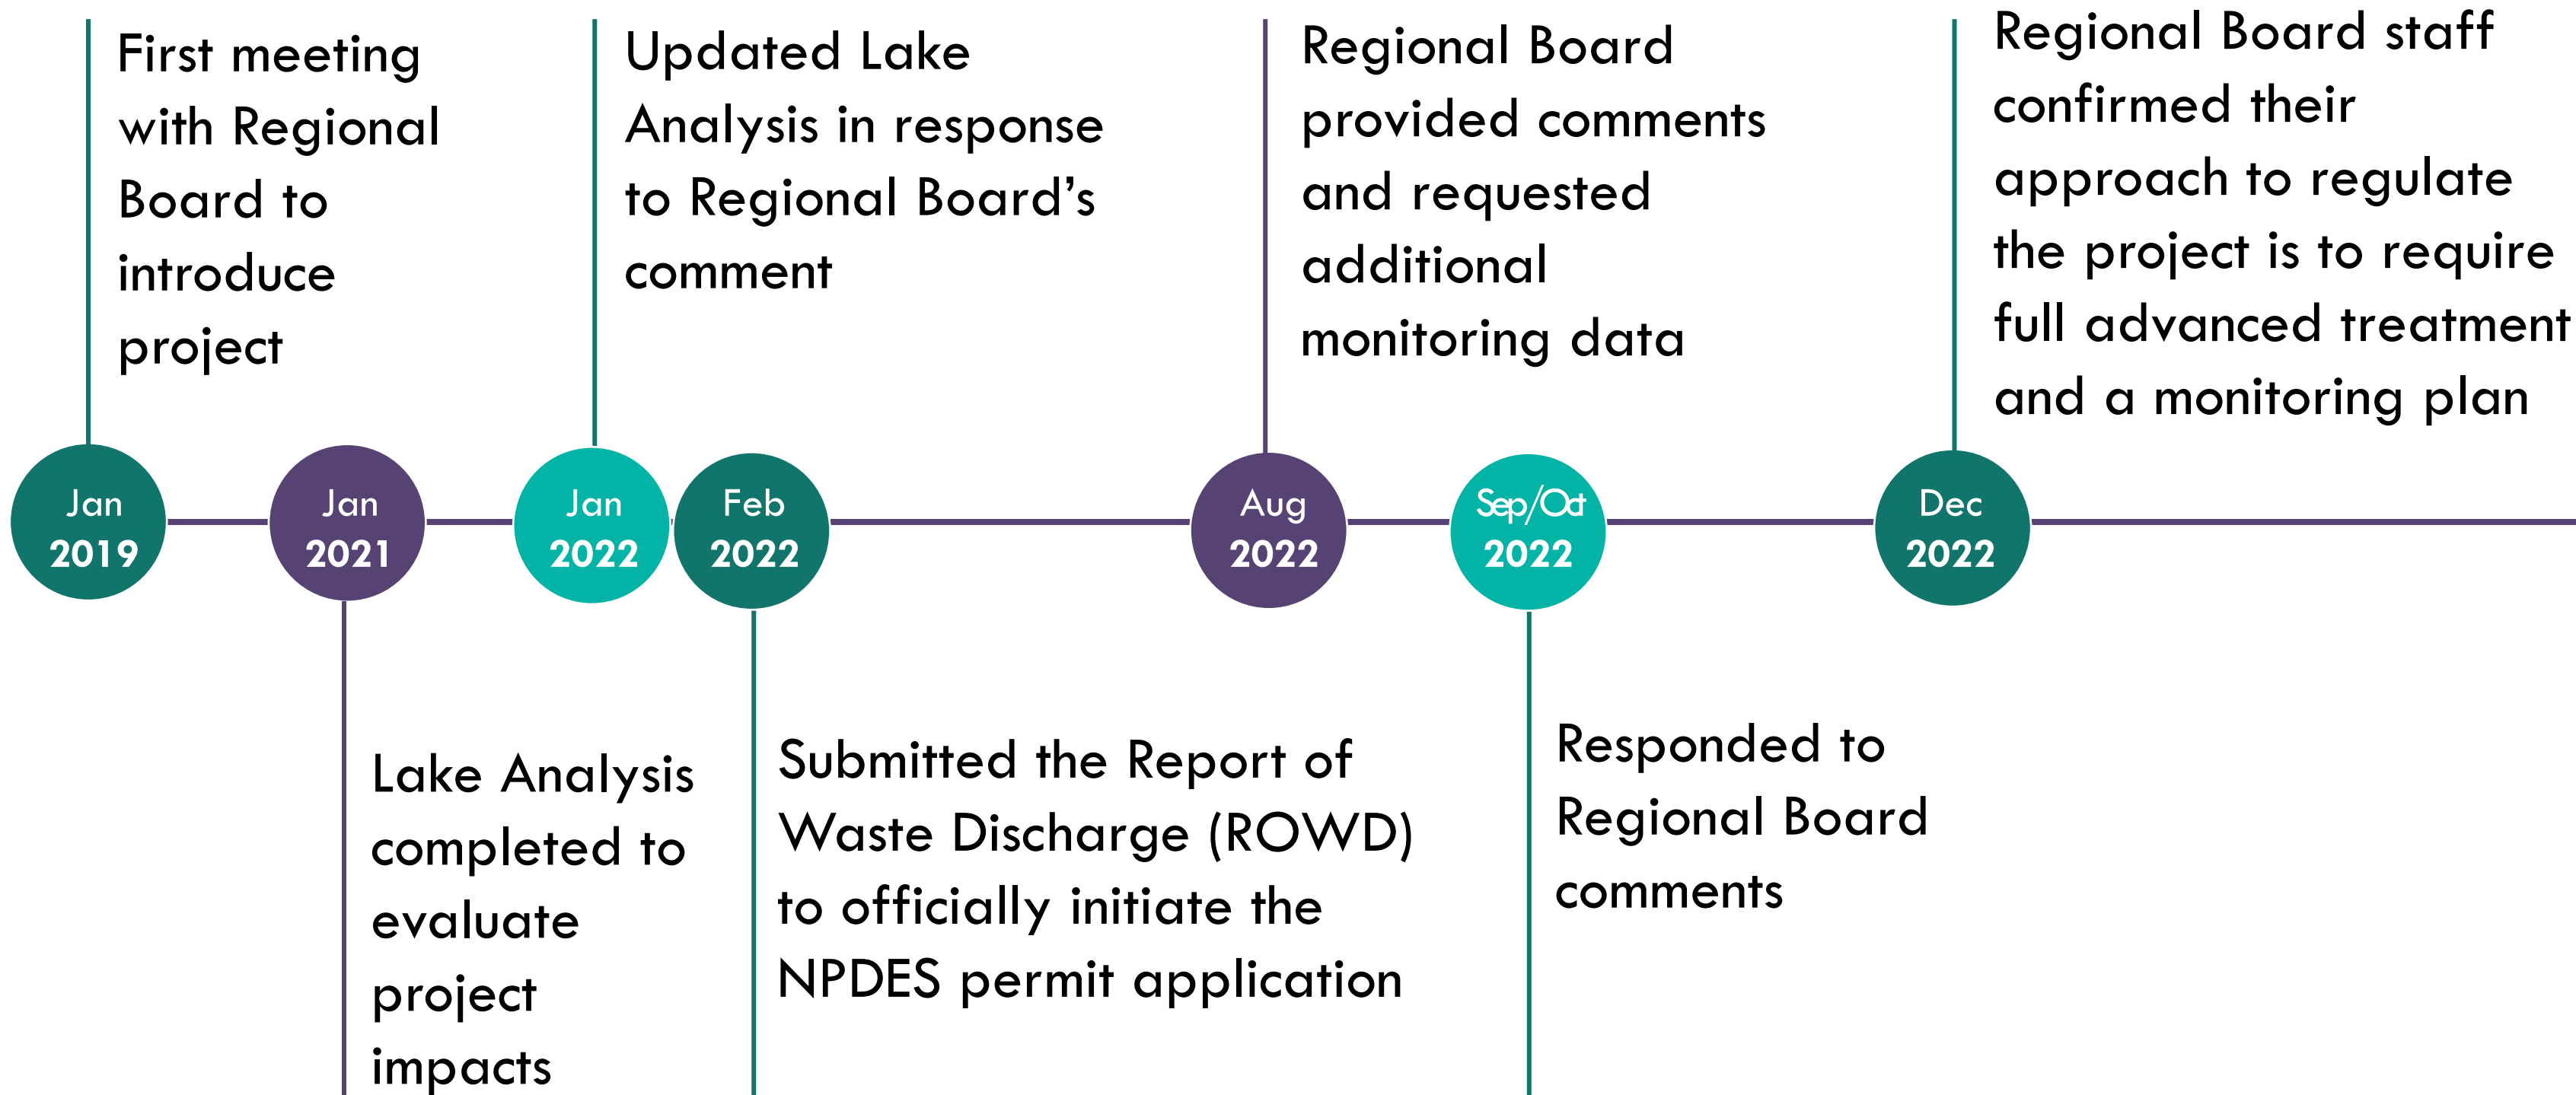 First meeting
with Regional
Board to
introduce
project
Updated Lake
Analysis in response
to Regional Board’s
comment
Regional Board
provided comments
and requested
additional
monitoring data
Regional Board staff
confirmed their
approach to regulate
the project is to require
full advanced treatment
and a monitoring plan
Jan
2019
Jan
2021
Jan
2022
Feb
2022
Aug
2022
Sep/Oct
2022
Dec
2022
Lake Analysis
completed to
evaluate
project
impacts
Submitted the Report of
Waste Discharge (ROWD)
to officially initiate the
NPDES permit application
Responded to
Regional Board
comments